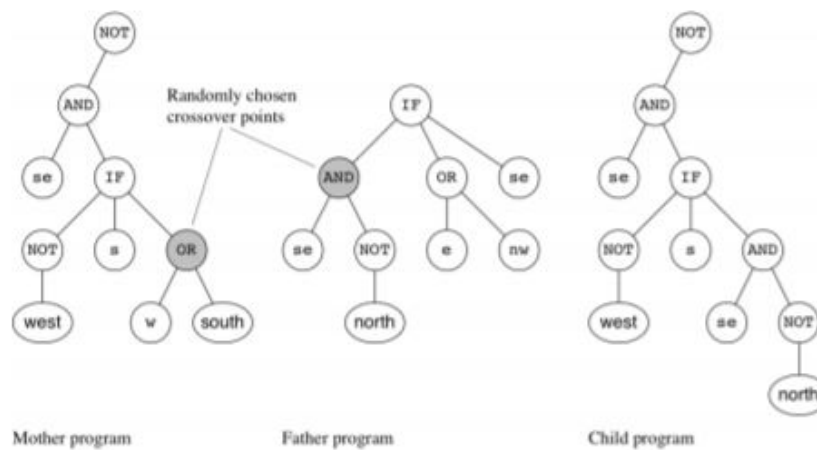 NOT
AND
Randomly chosen
crossover points
IF
se
IF
AND
OR
se
NOT
s
OR
se
NOT
e
nw
west
w
south
north
NOT
AND
se
IF
NOT
s
AND
west
se
NOT
north
Mother program
Father program
Child program